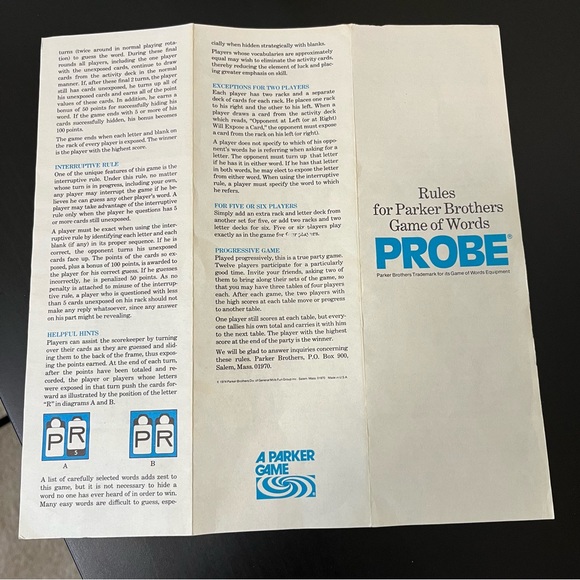 turns (twice around in normal playing rota-
tion) to guess the word. During these final
rounds all players, including the one player
with the unexposed cards, continue to draw
cards from the activity deck in the normal
manner. If, after these final 2 turns, the player
still has cards unexposed, he turns up all of
his unexposed cards and earns all of the point
values of these cards. In addition, he earns a
bonus of 50 points for successfully hiding his
word. If the game ends with 5 or more of his
cards successfully hidden, his bonus becomes
100 points.
The game ends when each letter and blank on
the rack of every player is exposed. The winner
is the player with the highest score.
INTERRUPTIVE RULE
One of the unique features of this game is the
interruptive rule. Under this rule, no matter
whose turn is in progress, including your own,
any player may interrupt the game if he be-
lieves he can guess any other player's word. A
player may take advantage of the interruptive
rule only when the player he questions has 5
or more cards still unexposed.
A player must be exact when using the inter-
ruptive rule by identifying each letter and each
blank (if any) in its proper sequence. If he is
correct, the opponent turns his unexposed
cards face up. The points of the cards so ex-
posed, plus a bonus of 100 points, is awarded to
the player for his correct guess. If he guesses
incorrectly, he is penalized 50 points. As no
penalty is attached to misuse of the interrup-
tive rule, a player who is questioned with less
than 5 cards unexposed on his rack should not
make any reply whatsoever, since any answer
on his part might be revealing.
HELPFUL HINTS
Players can assist the scorekeeper by turning
over their cards as they are guessed and slid-
ing them to the back of the frame, thus expos-
ing the points earned. At the end of each turn,
after the points have been totaled and re-
corded, the player or players whose letters
were exposed in that turn push the cards for-
ward as illustrated by the position of the letter
"R" in diagrams A and B.
P R
5
A
P R
B
A list of carefully selected words adds zest to
this game, but it is not necessary to hide a
word no one has ever heard of in order to win.
Many easy words are difficult to guess, espe-
cially when hidden strategically with blanks.
Players whose vocabularies are approximately
equal may wish to eliminate the activity cards,
thereby reducing the element of luck and plac-
ing greater emphasis on skill.
EXCEPTIONS FOR TWO PLAYERS
Each player has two racks and a separate
deck of cards for each rack. He places one rack
to his right and the other to his left. When a
player draws a card from the activity deck
which reads, "Opponent at Left (or at Right)
Will Expose a Card," the opponent must expose
a card from the rack on his left (or right).
A player does not specify to which of his oppo-
nent's words he is referring when asking for a
letter. The opponent must turn up that letter
if he has it in either word. If he has that letter
in both words, he may elect to expose the letter
from either word. When using the interruptive
rule, a player must specify the word to which
he refers.
FOR FIVE OR SIX PLAYERS
Simply add an extra rack and letter deck from
another set for five, or add two racks and two
letter decks for six. Five or six players play
exactly as in the game for players.
PROGRESSIVE GAME
Played progressively, this is a true party game.
Twelve players participate for a particularly
good time. Invite your friends, asking two of
them to bring along their sets of the game, so
that you may have three tables of four players
each. After each game, the two players with
the high scores at each table move or progress
to another table.
One player still scores at each table, but every-
one tallies his own total and carries it with him
to the next table. The player with the highest
score at the end of the party is the winner.
We will be glad to answer inquiries concerning
these rules. Parker Brothers, P.O. Box 900,
Salem, Mass. 01970.
A PARKER
GAME
Rules
for Parker Brothers
Game of Words
PROBE®
Parker Brothers Trademark for its Game of Words Equipment